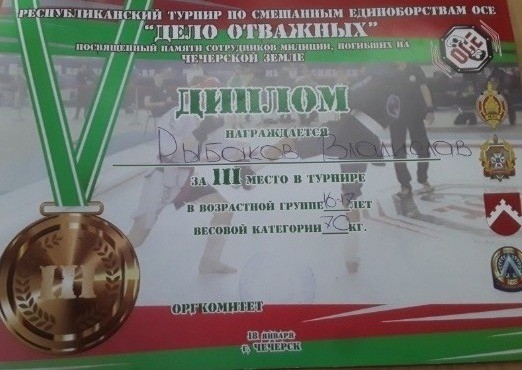 РЕСПУБЛИКАНСКИЙ ТУРНИР ПО СМЕШАННЫМ ЕДИНОБОРСТВАМ ОСЕ
"ДЕЛО ОТВАЖНЫХ"
ПОСВЯЩЕННЫЙ ПАМЯТИ СОТРУДНИКОВ МИЛИЦИИ, ПОГИБШИХ НА
ЧЕЧЕРСКОЙ ЗЕМЛЕ
ОСЕ
ДИПЛОМ
НАГРАЖДАЕТСЯ
Рыбаков Владислав
ЗА III МЕСТО В ТУРНИРЕ
В ВОЗРАСТНОЙ ГРУППЕ 16-17 ЛЕТ
ВЕСОВОЙ КАТЕГОРИИ 70 КГ.
III
ОРГКОМИТЕТ
18 ЯНВАРЯ
Г. ЧЕЧЕРСК